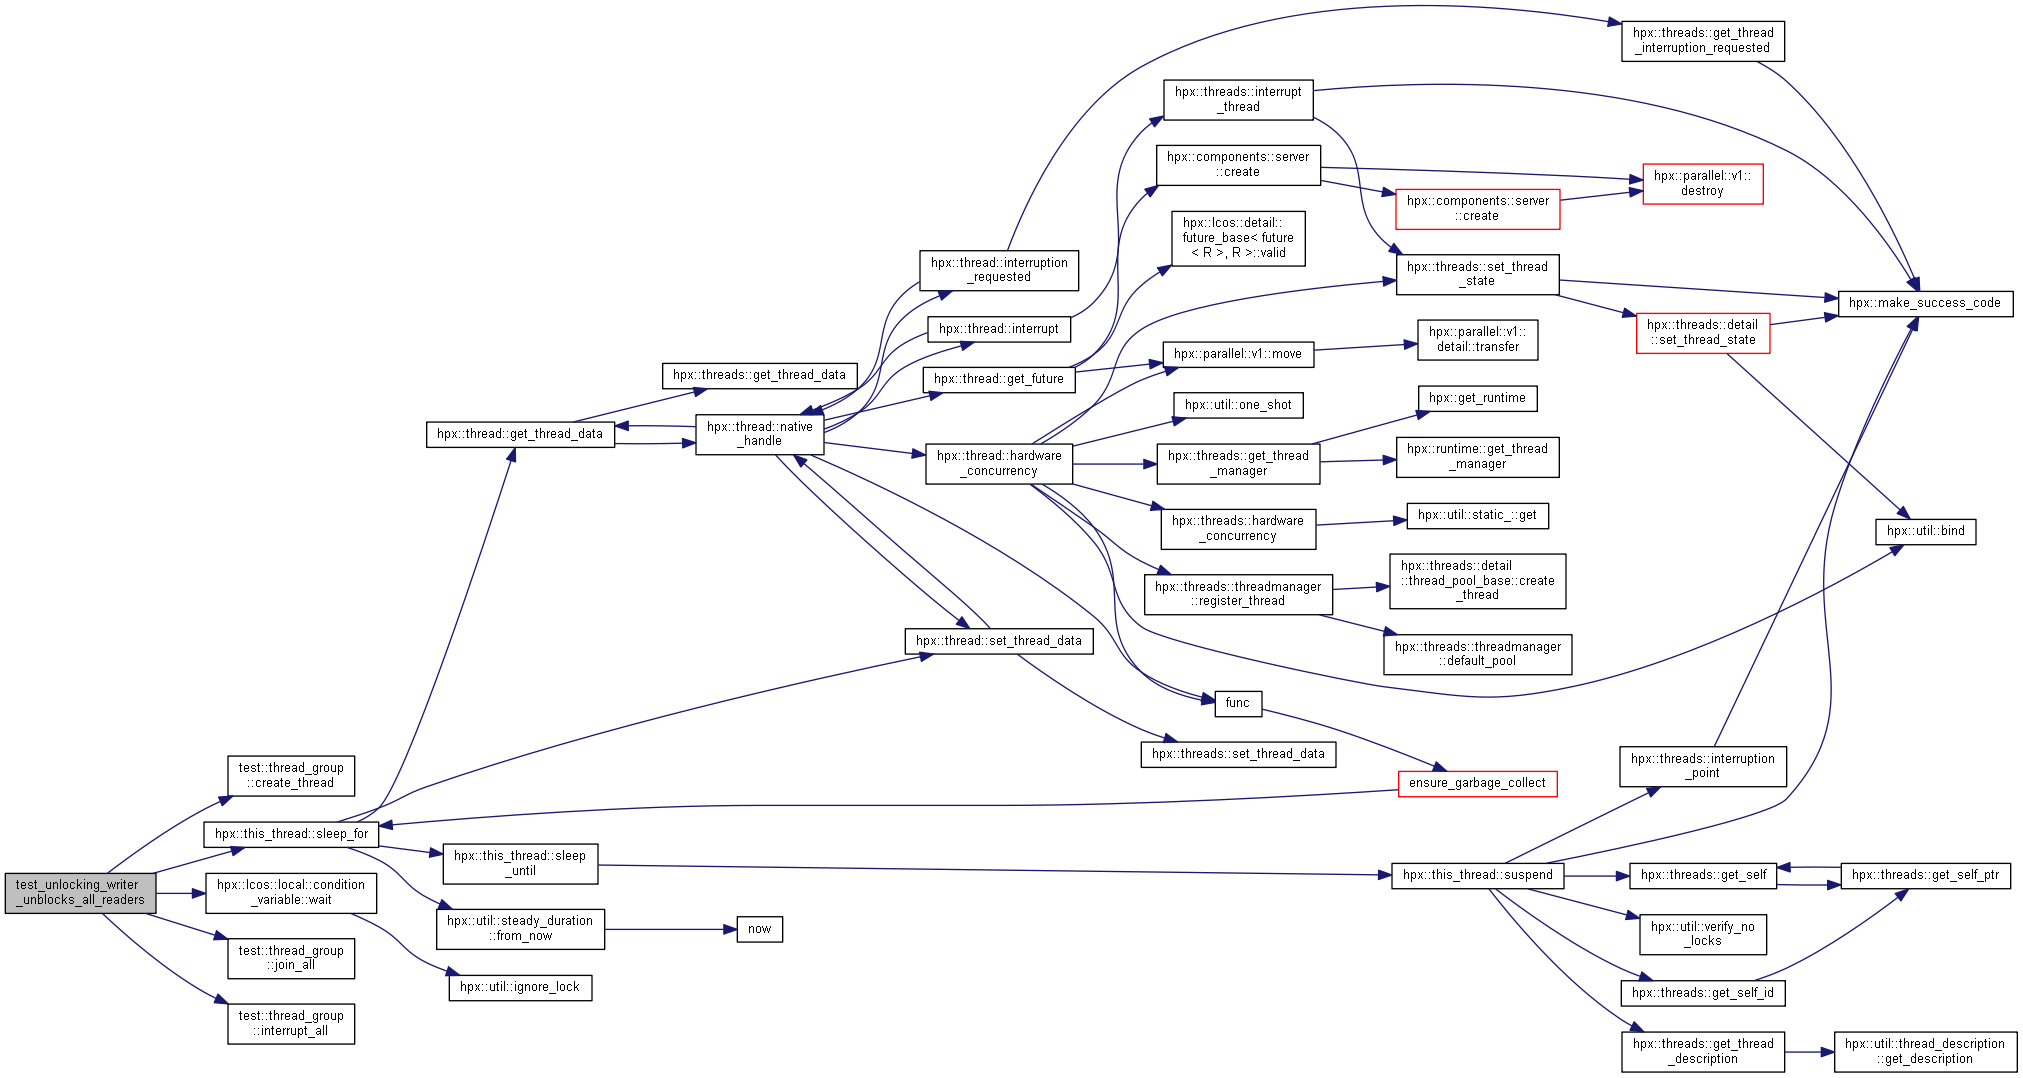 test_unlocking_writer
_unblocks_all_readers
test::thread_group
::create_thread
hpx::this_thread::sleep_for
hpx::lcos::local::condition
_variable::wait
test::thread_group
::join_all
test::thread_group
::interrupt_all
hpx::thread::get_thread_data
hpx::this_thread::sleep
_until
hpx::util::steady_duration
::from_now
hpx::util::ignore_lock
hpx::threads::get_thread_data
hpx::thread::native
_handle
now
hpx::thread::interruption
_requested
hpx::thread::interrupt
hpx::thread::get_future
hpx::thread::hardware
_concurrency
hpx::thread::set_thread_data
hpx::threads::interrupt
_thread
hpx::components::server
::create
hpx::lcos::detail::
future_base< future
< R >, R >::valid
hpx::parallel::v1::move
hpx::util::one_shot
hpx::threads::get_thread
_manager
hpx::threads::hardware
_concurrency
hpx::threads::threadmanager
::register_thread
func
hpx::threads::set_thread_data
hpx::components::server
::create
hpx::threads::set_thread
_state
hpx::parallel::v1::
detail::transfer
hpx::get_runtime
hpx::runtime::get_thread
_manager
hpx::util::static_::get
hpx::threads::detail
::thread_pool_base::create
_thread
hpx::threads::threadmanager
::default_pool
ensure_garbage_collect
hpx::this_thread::suspend
hpx::threads::get_thread
_interruption_requested
hpx::parallel::v1::
destroy
hpx::threads::detail
::set_thread_state
hpx::threads::interruption
_point
hpx::threads::get_self
hpx::util::verify_no
_locks
hpx::threads::get_self_id
hpx::threads::get_thread
_description
hpx::make_success_code
hpx::util::bind
hpx::threads::get_self_ptr
hpx::util::thread_description
::get_description